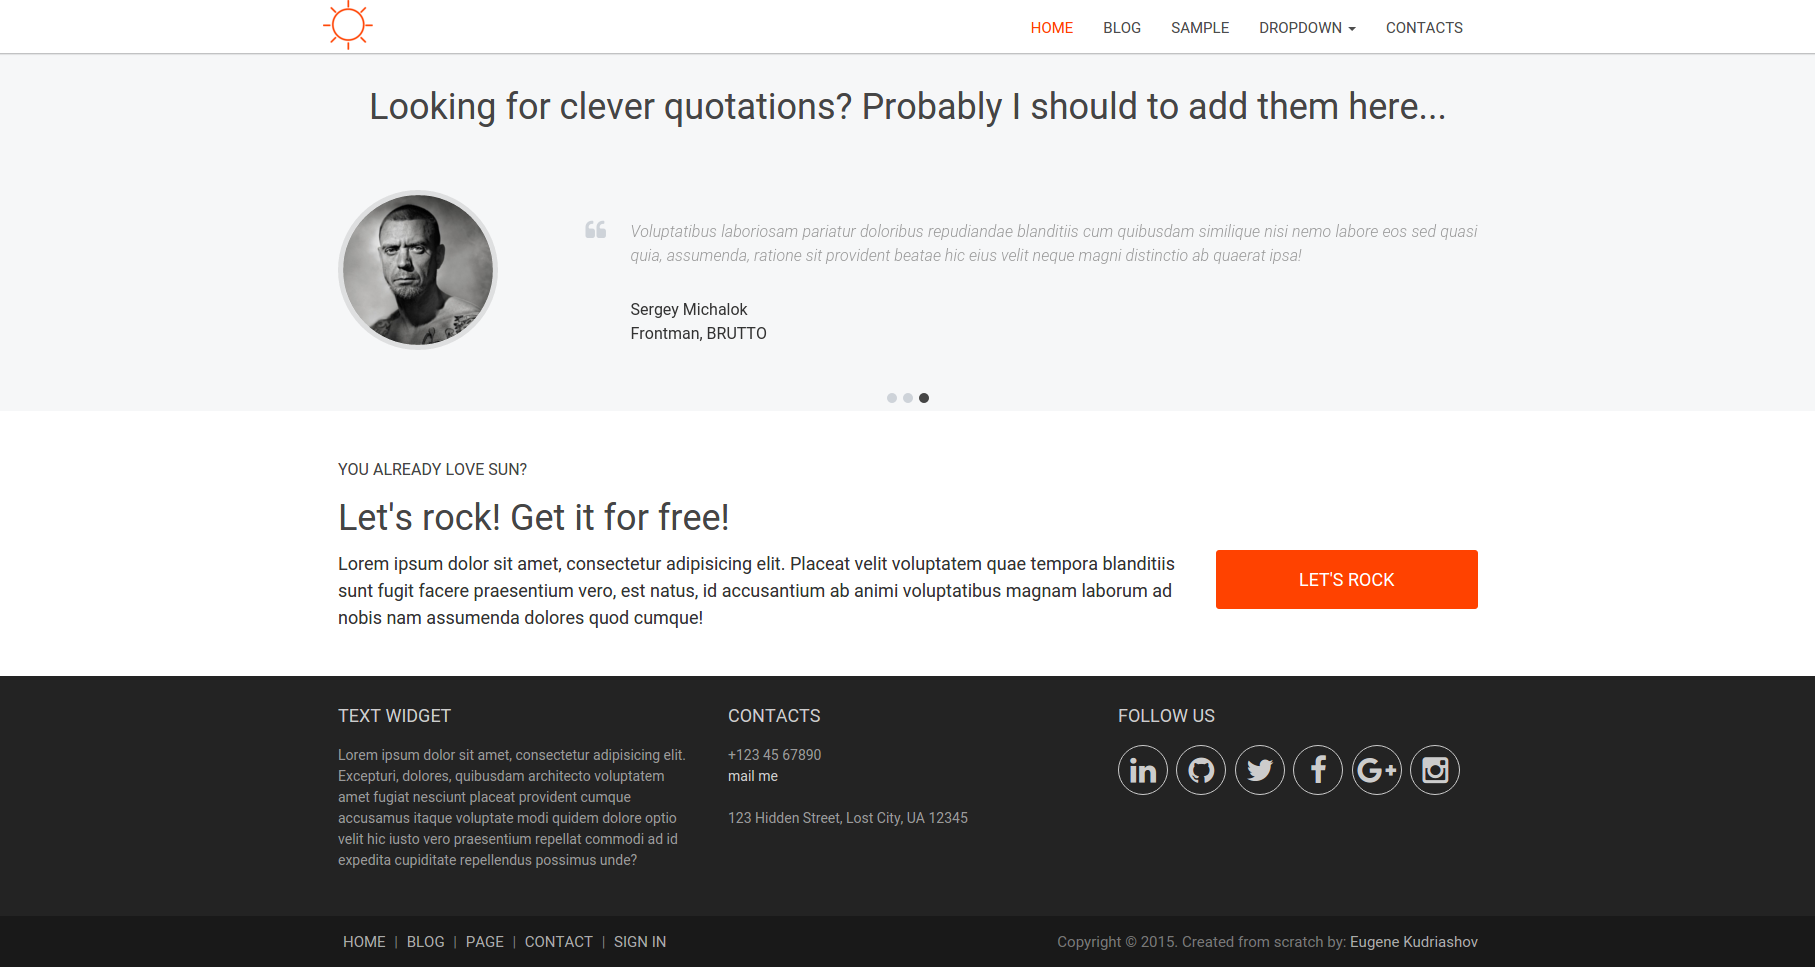 HOME BLOG SAMPLE DROPDOWN CONTACTS
Looking for clever quotations? Probably I should to add them here...
Voluptatibus laboriosam pariatur doloribus repudiandae blanditiis cum quibusdam similique nisi nemo labore eos sed quasi
quia, assumenda, ratione sit provident beatae hic eius velit neque magni distinctio ab quaerat ipsa!
Sergey Michalok
Frontman, BRUTTO
YOU ALREADY LOVE SUN?
Let's rock! Get it for free!
Lorem ipsum dolor sit amet, consectetur adipisicing elit. Placeat velit voluptatem quae tempora blanditiis
sunt fugit facere praesentium vero, est natus, id accusantium ab animi voluptatibus magnam laborum ad
nobis nam assumenda dolores quod cumque!
LET'S ROCK
TEXT WIDGET
Lorem ipsum dolor sit amet, consectetur adipisicing elit.
Excepturi, dolores, quibusdam architecto voluptatem
amet fugiat nesciunt placeat provident cumque
accusamus itaque voluptate modi quidem dolore optio
velit hic iusto vero praesentium repellat commodi ad id
expedita cupiditate repellendus possimus unde?
CONTACTS
+123 45 67890
mail me
123 Hidden Street, Lost City, UA 12345
FOLLOW US
HOME | BLOG | PAGE | CONTACT | SIGN IN
Copyright © 2015. Created from scratch by: Eugene Kudriashov